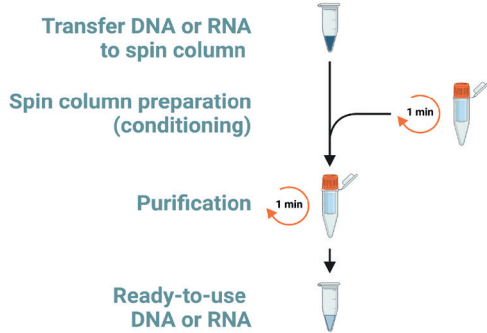 Transfer DNA or RNA
to spin column
Spin column preparation
(conditioning)
1 min
Purification
1 min
Ready-to-use
DNA or RNA